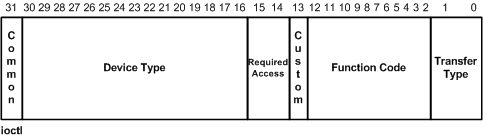 31 30 29 28 27 26 25 24 23 22 21 20 19 18 17 16 15 14 13 12 11 10 9 8 7 6 5 4 3 2 1 0
Common
Device Type
Required
Access
Custom
Function Code
Transfer
Type
ioctl